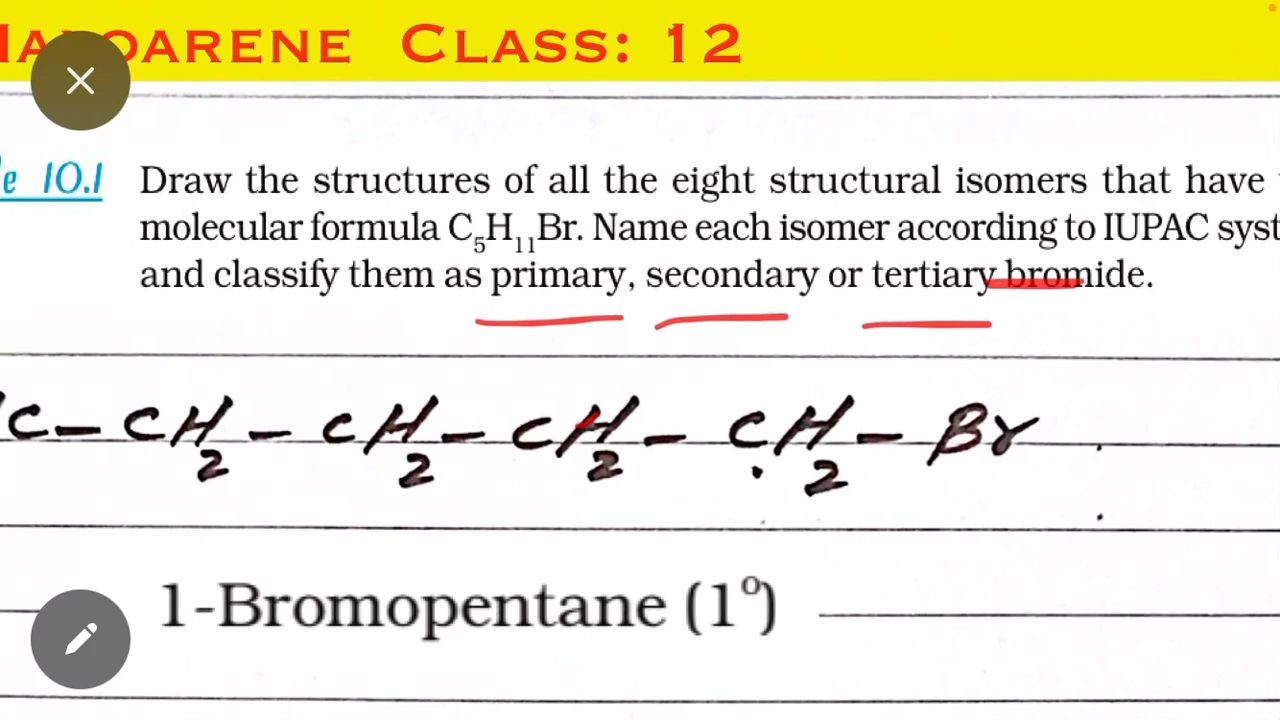 CLASS: 12
10.1
Draw the structures of all the eight structural isomers that have
molecular formula C₅H₁₁Br. Name each isomer according to IUPAC
and classify them as primary, secondary or tertiary bromide.
C – CH₂ – CH₂ – CH₂ – CH₂ – Br
1-Bromopentane (1°)